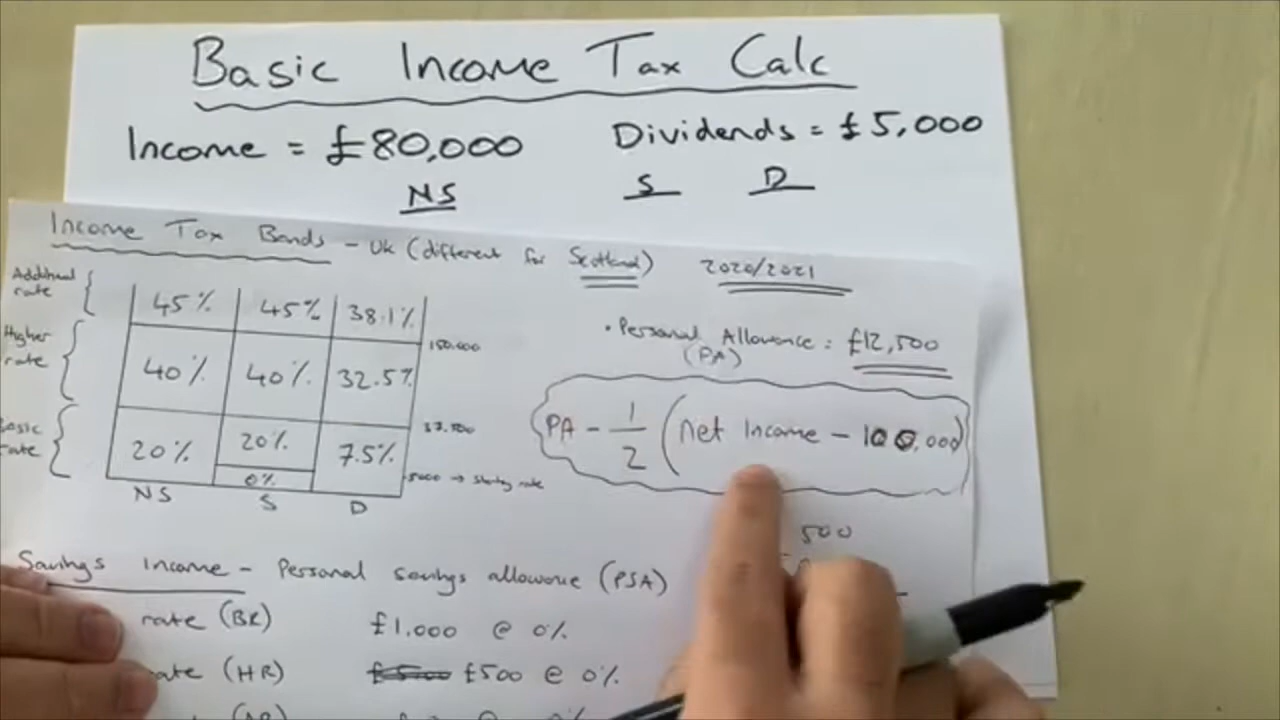 Basic Income Tax Calc
Income = £80,000 Dividends = £5,000
NS S D
Income Tax Bands - UK (different for Scotland) 2020/2021
Additional rate
45% 45% 38.1%
150.000
Higher rate
40% 40% 32.5%
37.500
Basic rate
20% 20% 7.5%
0%
5000 → starting rate
NS S D
• Personal Allowance : £12,500
(PA)
PA - 1/2 (net income - 100,000)
500
Savings income - Personal savings allowance (PSA)
rate (BR) £1,000 @ 0%
rate (HR) £500 @ 0%
@ 0%